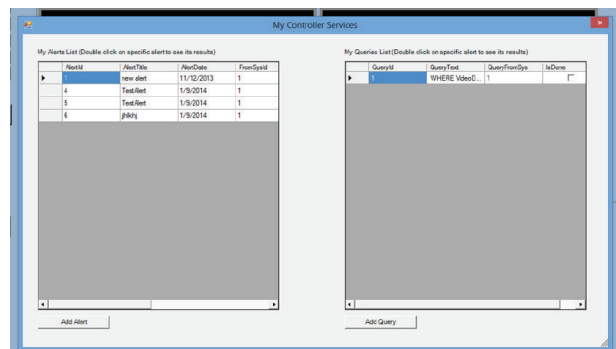 My Controller Services
My Alerts List (Double click on specific alert to see its results)
AlertId AlertTitle AlertDate FromSysId
1 new alert 11/12/2013 1
4 TestAlert 1/9/2014 1
5 TestAlert 1/9/2014 1
6 jhlkhj 1/9/2014 1
Add Alert
My Queries List (Double click on specific alert to see its results)
QueryId QueryText QueryFromSys IsDone
1 WHERE VideoD... 1
Add Query